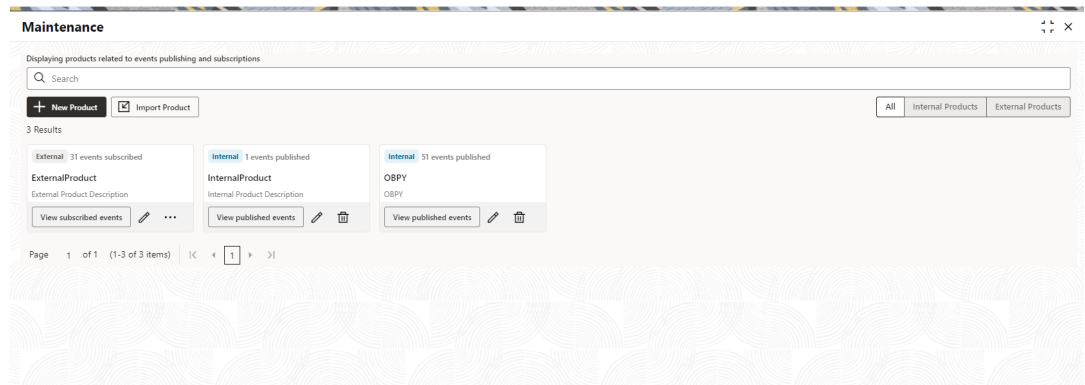 Maintenance
Displaying products related to events publishing and subscriptions
Search
New Product Import Product All Internal Products External Products
3 Results
External 31 events subscribed Internal 1 events published Internal 51 events published
ExternalProduct InternalProduct OBPY
External Product Description Internal Product Description OBPY
View subscribed events View published events View published events
Page 1 of 1 (1-3 of 3 items) 1